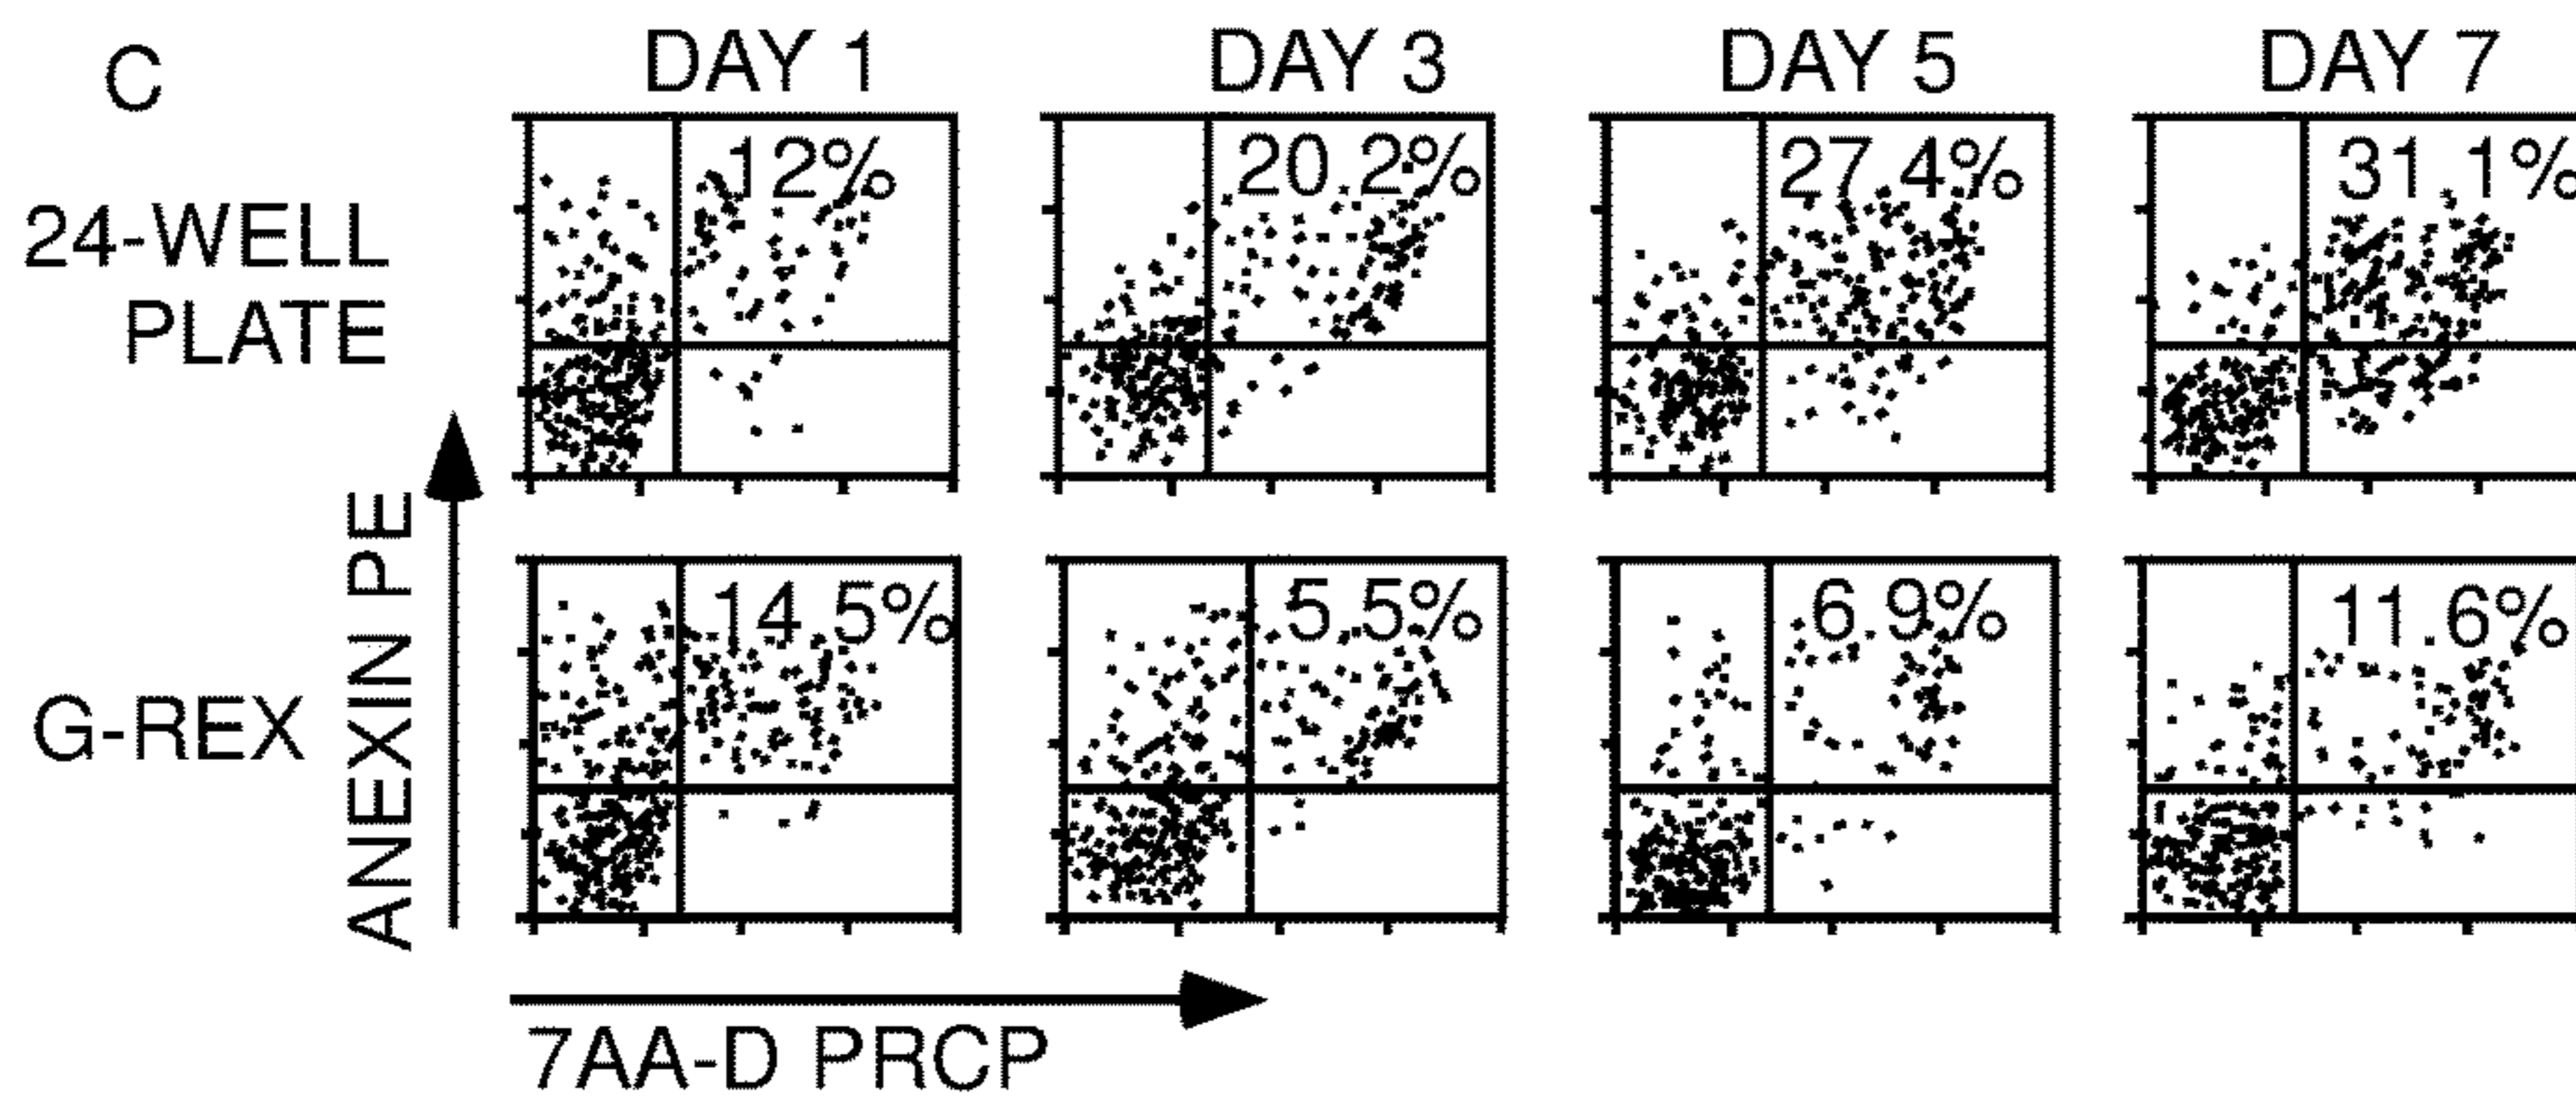 C
DAY 1
DAY 3
DAY 5
DAY 7
24-WELL
PLATE
12%
20.2%
27.4%
31.1%
G-REX
14.5%
5.5%
6.9%
11.6%
ANEXIN PE
7AA-D PRCP